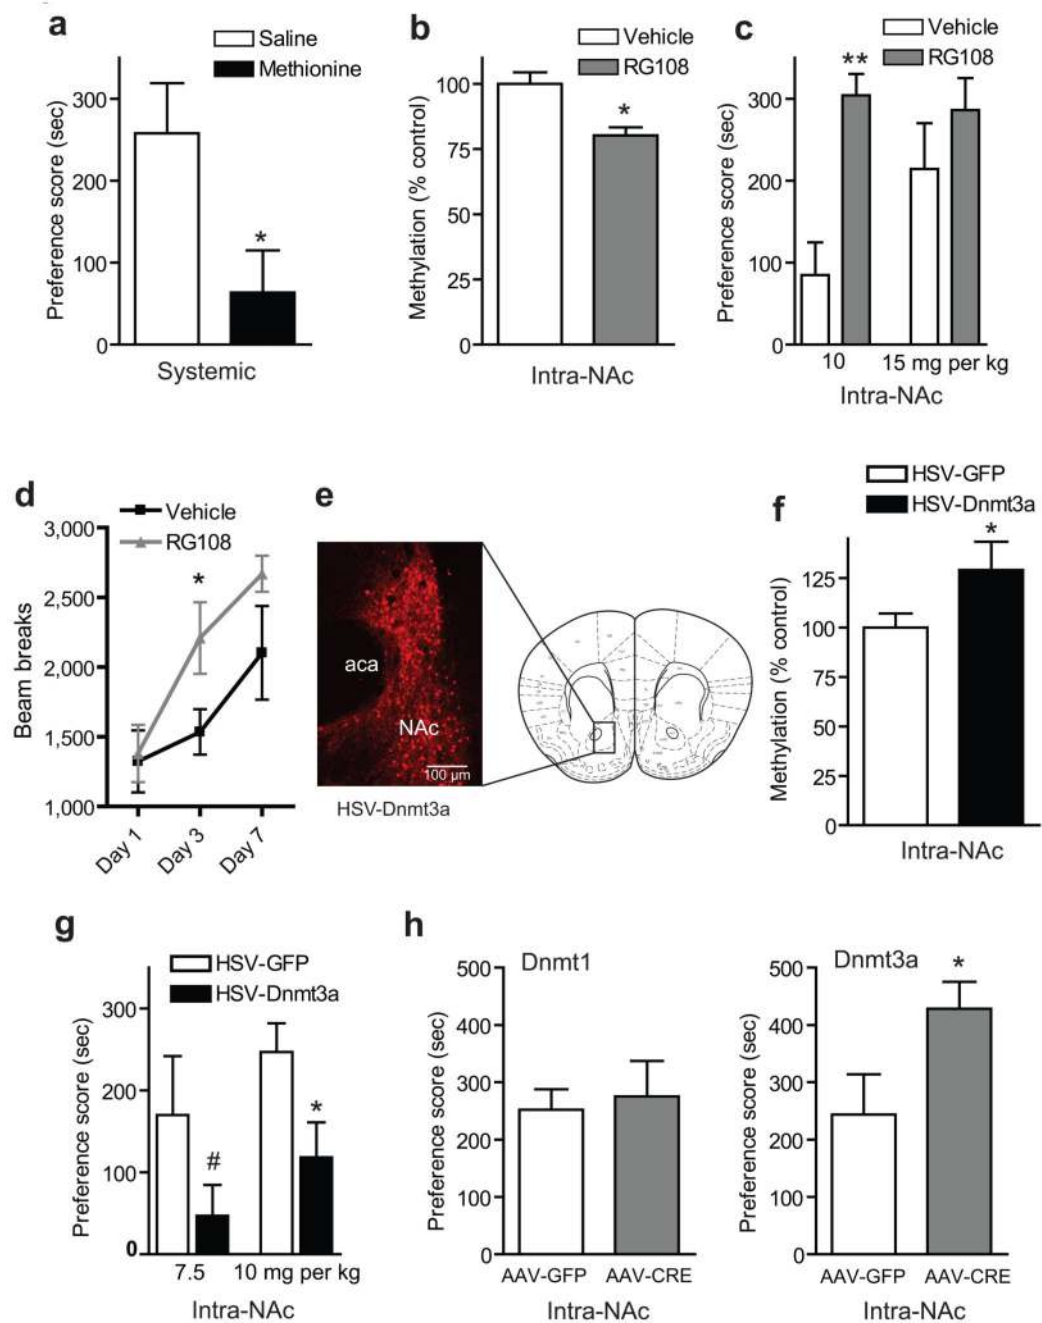 a
Saline
Methionine
Preference score (sec)
300
200
100
0
*
Systemic
b
Vehicle
RG108
Methylation (% control)
100
75
50
25
0
*
Intra-NAc
c
Vehicle
RG108
Preference score (sec)
300
200
100
0
**
10
15 mg per kg
Intra-NAc
d
Vehicle
RG108
Beam breaks
3,000
2,500
2,000
1,500
1,000
*
Day 1
Day 3
Day 7
e
aca
NAc
100 µm
HSV-Dnmt3a
f
HSV-GFP
HSV-Dnmt3a
Methylation (% control)
125
100
75
50
25
0
*
Intra-NAc
g
HSV-GFP
HSV-Dnmt3a
Preference score (sec)
300
200
100
0
#
*
7.5
10 mg per kg
Intra-NAc
h
Dnmt1
Preference score (sec)
500
400
300
200
100
0
AAV-GFP
AAV-CRE
Intra-NAc
Dnmt3a
Preference score (sec)
500
400
300
200
100
0
*
AAV-GFP
AAV-CRE
Intra-NAc